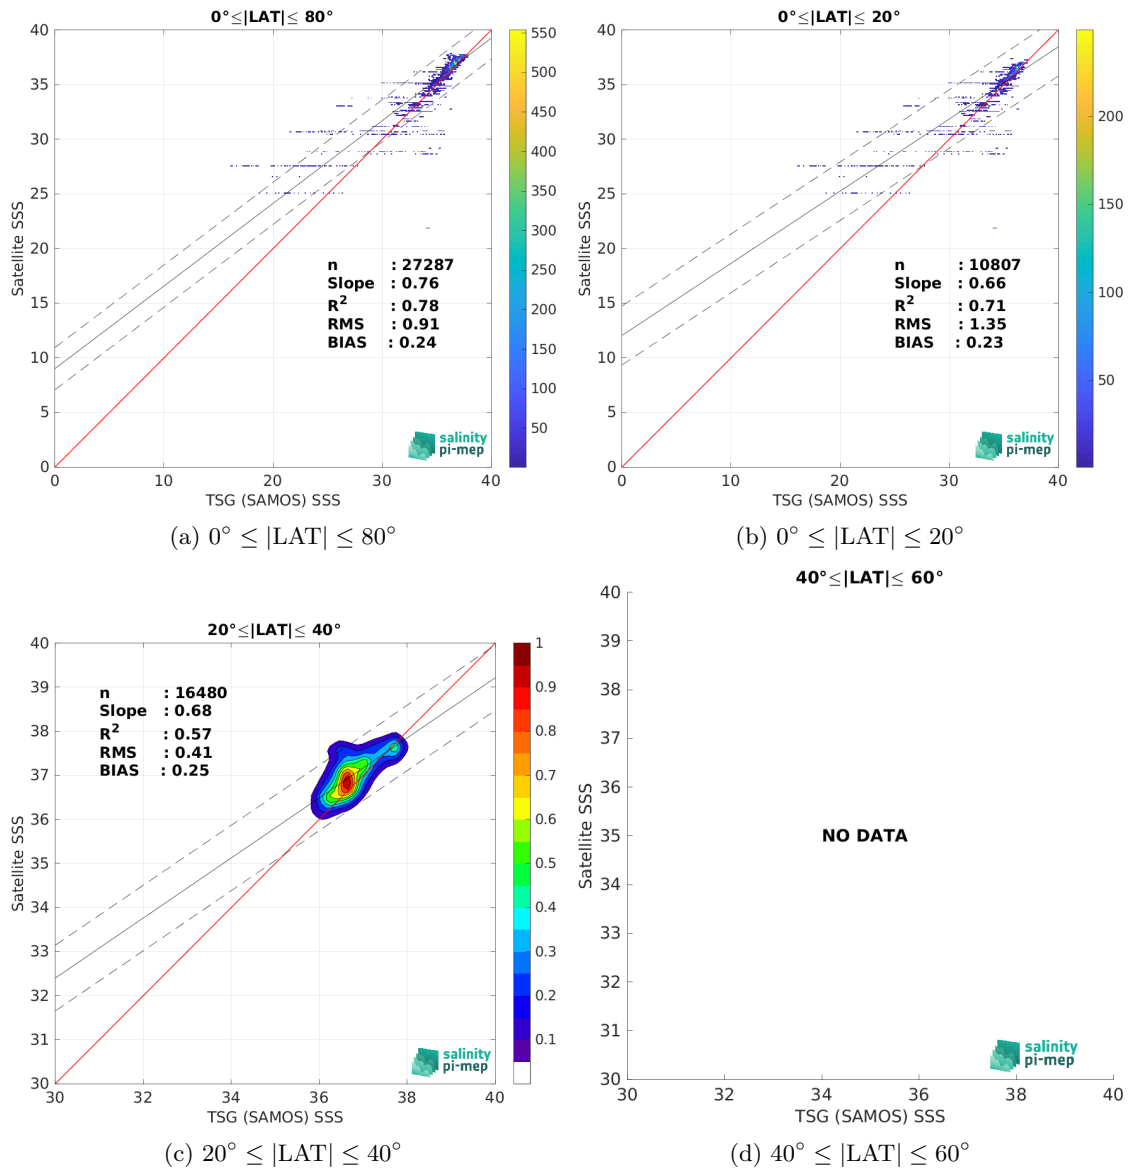 0°≤|LAT|≤ 80°
40
35
30
25
20
15
10
5
0
Satellite SSS
n : 27287
Slope : 0.76
R² : 0.78
RMS : 0.91
BIAS : 0.24
salinity
pi-mep
0 10 20 30 40
TSG (SAMOS) SSS
550
500
450
400
350
300
250
200
150
100
50
(a) 0° ≤ |LAT| ≤ 80°
0°≤|LAT|≤ 20°
40
35
30
25
20
15
10
5
0
Satellite SSS
n : 10807
Slope : 0.66
R² : 0.71
RMS : 1.35
BIAS : 0.23
salinity
pi-mep
0 10 20 30 40
TSG (SAMOS) SSS
200
150
100
50
(b) 0° ≤ |LAT| ≤ 20°
20°≤|LAT|≤ 40°
40
39
38
37
36
35
34
33
32
31
30
Satellite SSS
n : 16480
Slope : 0.68
R² : 0.57
RMS : 0.41
BIAS : 0.25
salinity
pi-mep
30 32 34 36 38 40
TSG (SAMOS) SSS
1
0.9
0.8
0.7
0.6
0.5
0.4
0.3
0.2
0.1
(c) 20° ≤ |LAT| ≤ 40°
40°≤|LAT|≤ 60°
40
39
38
37
36
35
34
33
32
31
30
Satellite SSS
NO DATA
salinity
pi-mep
30 32 34 36 38 40
TSG (SAMOS) SSS
(d) 40° ≤ |LAT| ≤ 60°